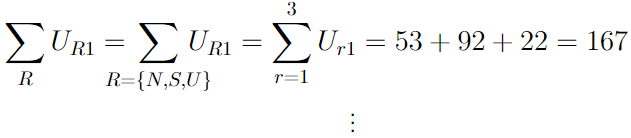 ∑_R U_{R1} = ∑_{R={N,S,U}} U_{R1} = ∑_{r=1}^{3} U_{r1} = 53 + 92 + 22 = 167
⋮